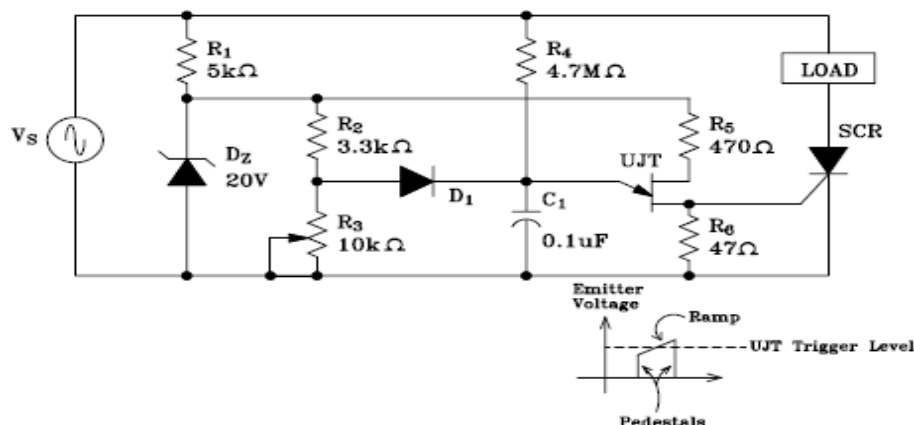 R1
5kΩ
R4
4.7MΩ
LOAD
VS
DZ
20V
R2
3.3kΩ
D1
R3
10kΩ
C1
0.1uF
UJT
R5
470Ω
SCR
R6
47Ω
Emitter
Voltage
Ramp
UJT Trigger Level
Pedestals